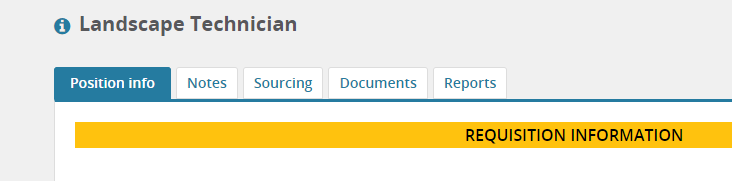 Landscape Technician
Position info Notes Sourcing Documents Reports
REQUISITION INFORMATION